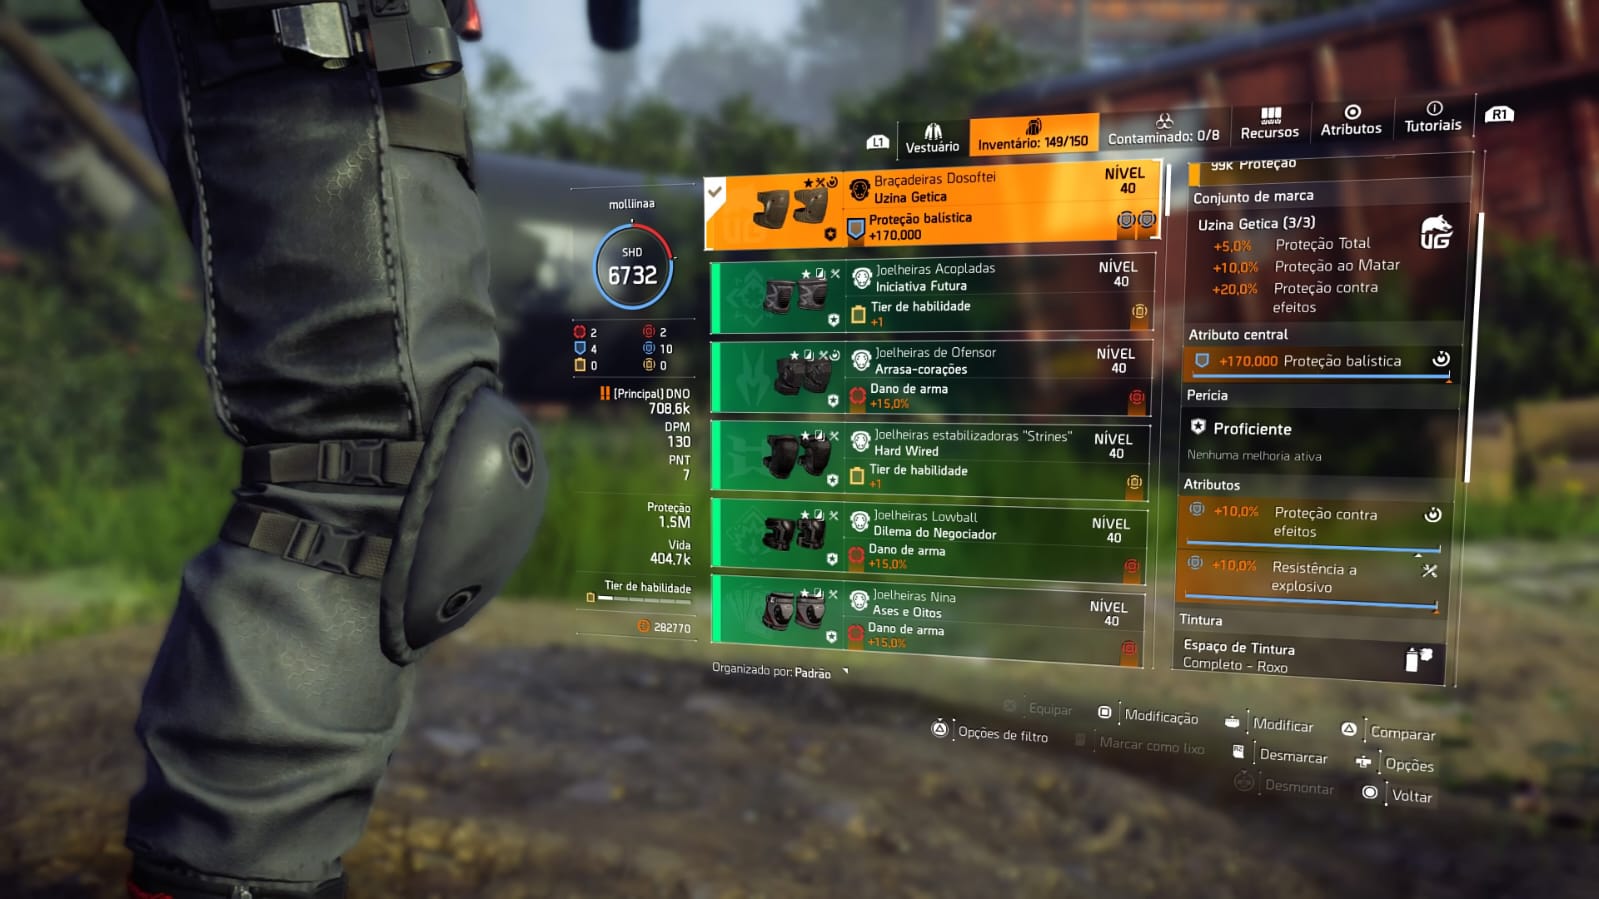 L1
Vestuário
Inventário: 149/150
Contaminado: 0/8
Recursos
Atributos
Tutoriais
R1
molliinaa
SHD
6732
2
2
4
10
0
0
[Principal] DNO
708,6k
DPM
130
PNT
7
Proteção
1.5M
Vida
404,7k
Tier de habilidade
282770
Braçadeiras Dosoftei
Uzina Getica
NÍVEL
40
Proteção balística
+170.000
Joelheiras Acopladas
Iniciativa Futura
NÍVEL
40
Tier de habilidade
+1
Joelheiras de Ofensor
Arrasa-corações
NÍVEL
40
Dano de arma
+15,0%
Joelheiras estabilizadoras "Strines"
Hard Wired
NÍVEL
40
Tier de habilidade
+1
Joelheiras Lowball
Dilema do Negociador
NÍVEL
40
Dano de arma
+15,0%
Joelheiras Nina
Ases e Oitos
NÍVEL
40
Dano de arma
+15,0%
Organizado por: Padrão
99k Proteção
Conjunto de marca
Uzina Getica (3/3)
+5,0% Proteção Total
+10,0% Proteção ao Matar
+20,0% Proteção contra
efeitos
UG
Atributo central
+170.000 Proteção balística
Perícia
Proficiente
Nenhuma melhoria ativa
Atributos
+10,0% Proteção contra
efeitos
+10,0% Resistência a
explosivo
Tintura
Espaço de Tintura
Completo - Roxo
Equipar
Modificação
Modificar
Comparar
Opções de filtro
Marcar como lixo
Desmarcar
Opções
Desmontar
Voltar